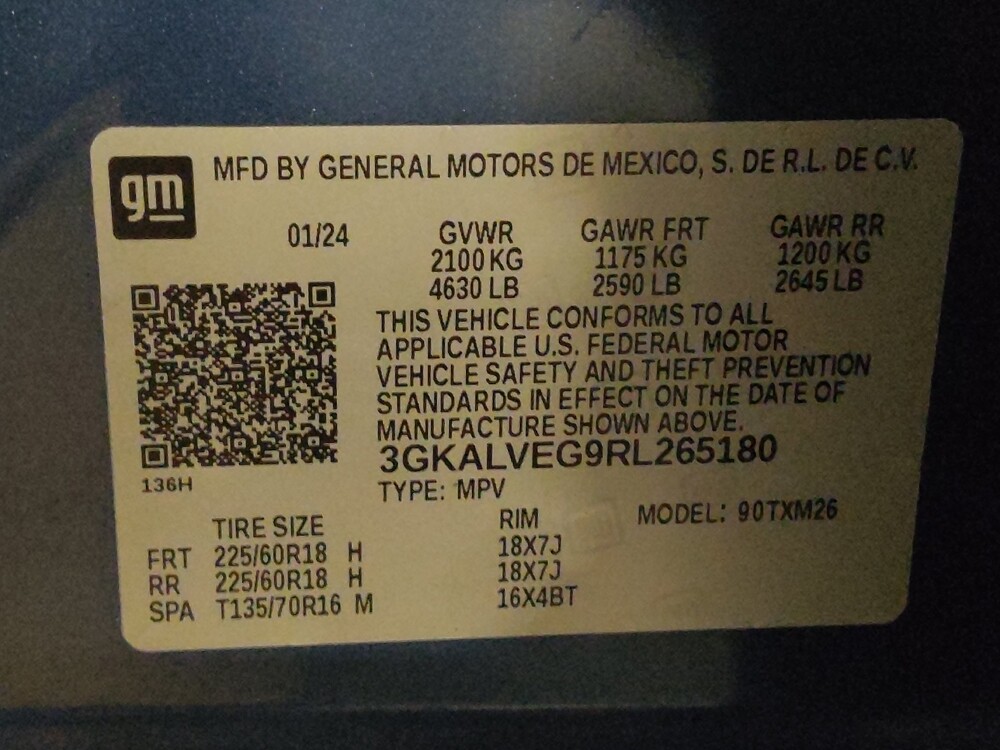 gm MFD BY GENERAL MOTORS DE MEXICO, S. DE R.L. DE C.V.
01/24 GVWR GAWR FRT GAWR RR
2100 KG 1175 KG 1200 KG
4630 LB 2590 LB 2645 LB
THIS VEHICLE CONFORMS TO ALL
APPLICABLE U.S. FEDERAL MOTOR
VEHICLE SAFETY AND THEFT PREVENTION
STANDARDS IN EFFECT ON THE DATE OF
MANUFACTURE SHOWN ABOVE.
3GKALVEG9RL265180
136H
TYPE: MPV
MODEL: 90TXM26
TIRE SIZE RIM
FRT 225/60R18 H 18X7J
RR 225/60R18 H 18X7J
SPA T135/70R16 M 16X4BT